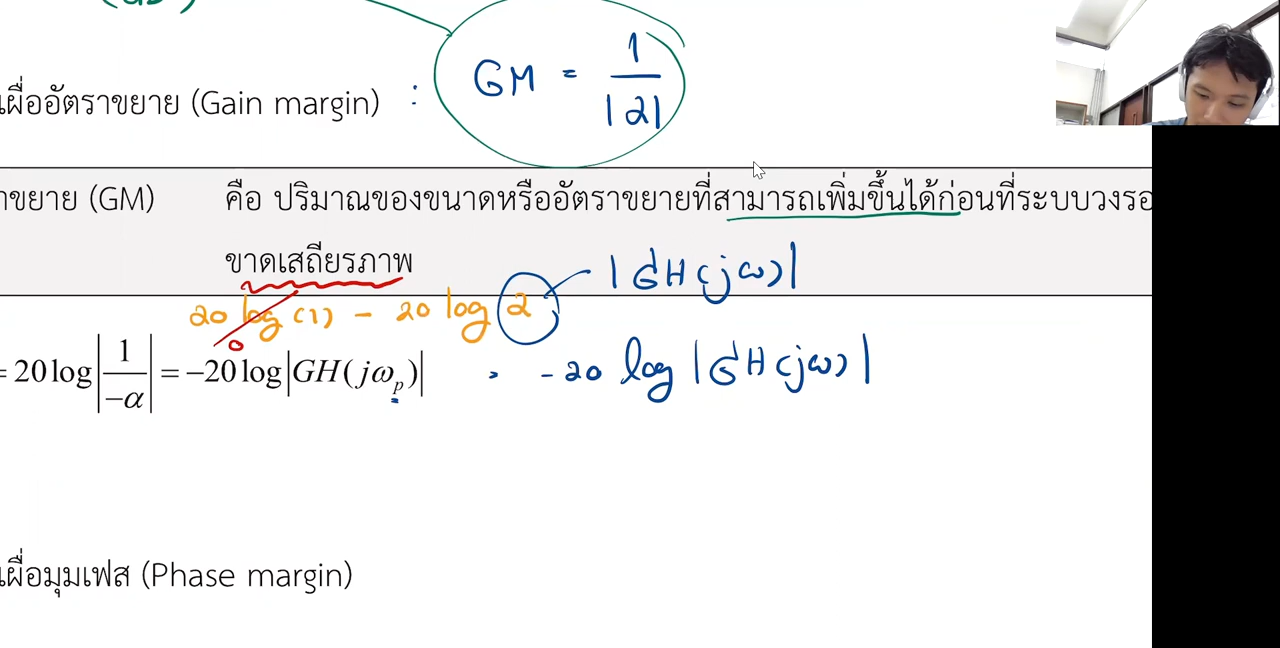 GM = 1/|α|
เผื่ออัตราขยาย (Gain margin) :
าขยาย (GM) คือ ปริมาณของขนาดหรืออัตราขยายที่สามารถเพิ่มขึ้นได้ก่อนที่ระบบวงรอ
ขาดเสถียรภาพ |GH(jω)|
20 log (1) - 20 log α
0
= 20 log |1/-α| = -20 log |GH(jωp)| = -20 log |GH(jω)|
เผื่อมุมเฟส (Phase margin)